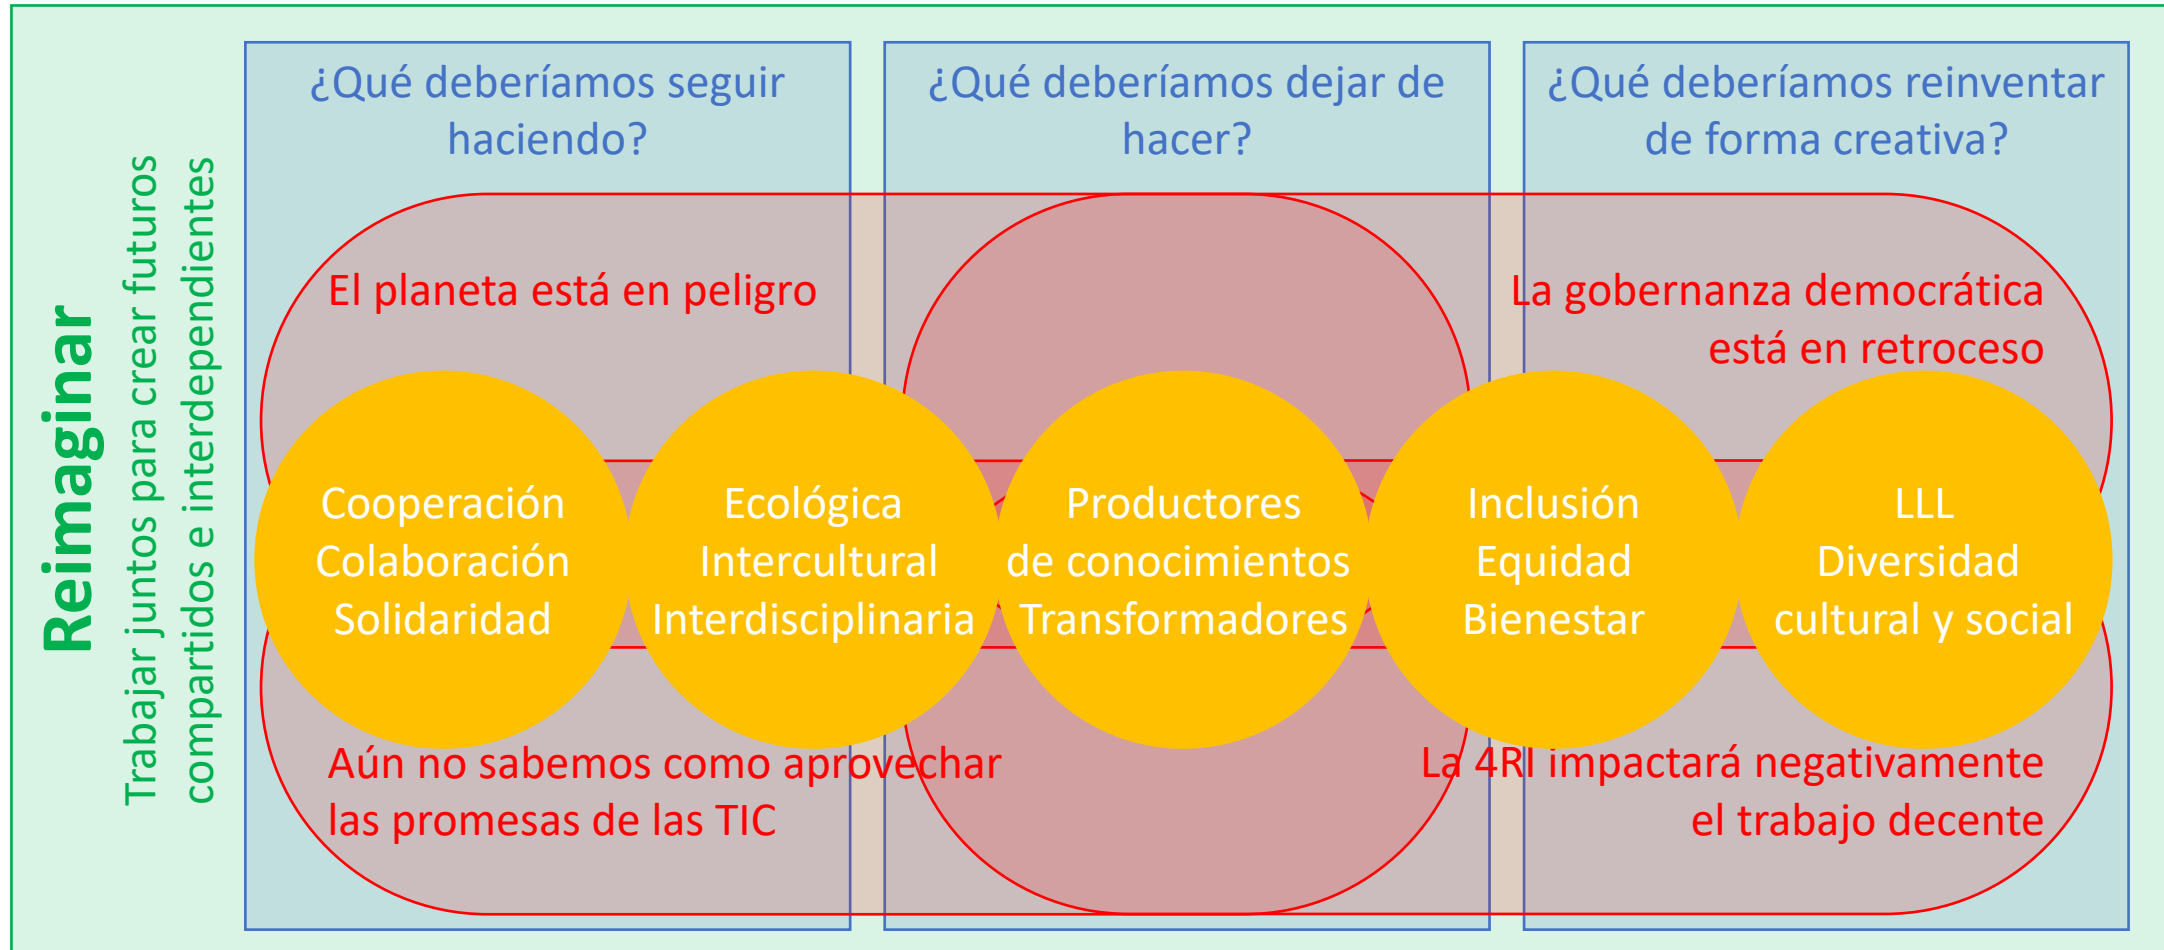 Reimaginar
Trabajar juntos para crear futuros
compartidos e interdependientes
¿Qué deberíamos seguir
haciendo?
¿Qué deberíamos dejar de
hacer?
¿Qué deberíamos reinventar
de forma creativa?
El planeta está en peligro
La gobernanza democrática
está en retroceso
Cooperación
Colaboración
Solidaridad
Ecológica
Intercultural
Interdisciplinaria
Productores
de conocimientos
Transformadores
Inclusión
Equidad
Bienestar
LLL
Diversidad
cultural y social
Aún no sabemos como aprovechar
las promesas de las TIC
La 4RI impactará negativamente
el trabajo decente